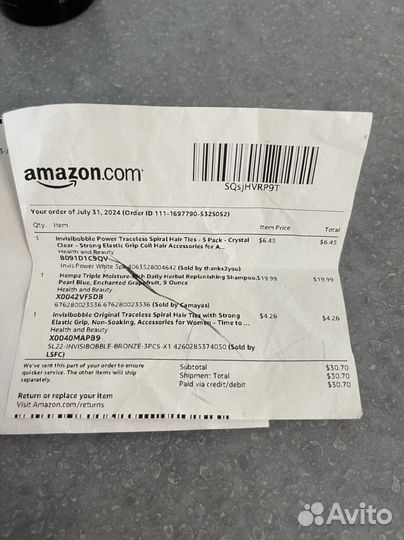 amazon.com
SQsJHVRP9T
Your order of July 31, 2024 (Order ID 111-1697790-5325052)
Qty. Item Item Price Total
1 Invisibobble Power Traceless Spiral Hair Ties - 5 Pack - Crystal $6.45 $6.45
Clear - Strong Elastic Grip Coil Hair Accessories for A...
Health and Beauty
B091D1C9QV
Invis Power White 5pk 4063528004642 (Sold by thanks2you)
1 Hempz Triple Moisture-Rich Daily Herbal Replenishing Shampoo, $19.99 $19.99
Pearl Blue, Enchanted Grapefruit, 9 Ounce
Health and Beauty
X0042VF5DB
676280023536 676280023536 (Sold by Camayas)
1 Invisibobble Original Traceless Spiral Hair Ties with Strong $4.26 $4.26
Elastic Grip, Non-Soaking, Accessories for Women - Time to ...
Health and Beauty
X0040MAPB9
SL22-INVISIBOBBLE-BRONZE-3PCS-X1 4260285374050 (Sold by
LSFC)
We've sent this part of your order to ensure Subtotal $30.70
quicker service. The other items will ship Shipment: Total $30.70
separately. Paid via credit/debit $30.70
Return or replace your item
Visit Amazon.com/returns
Avito